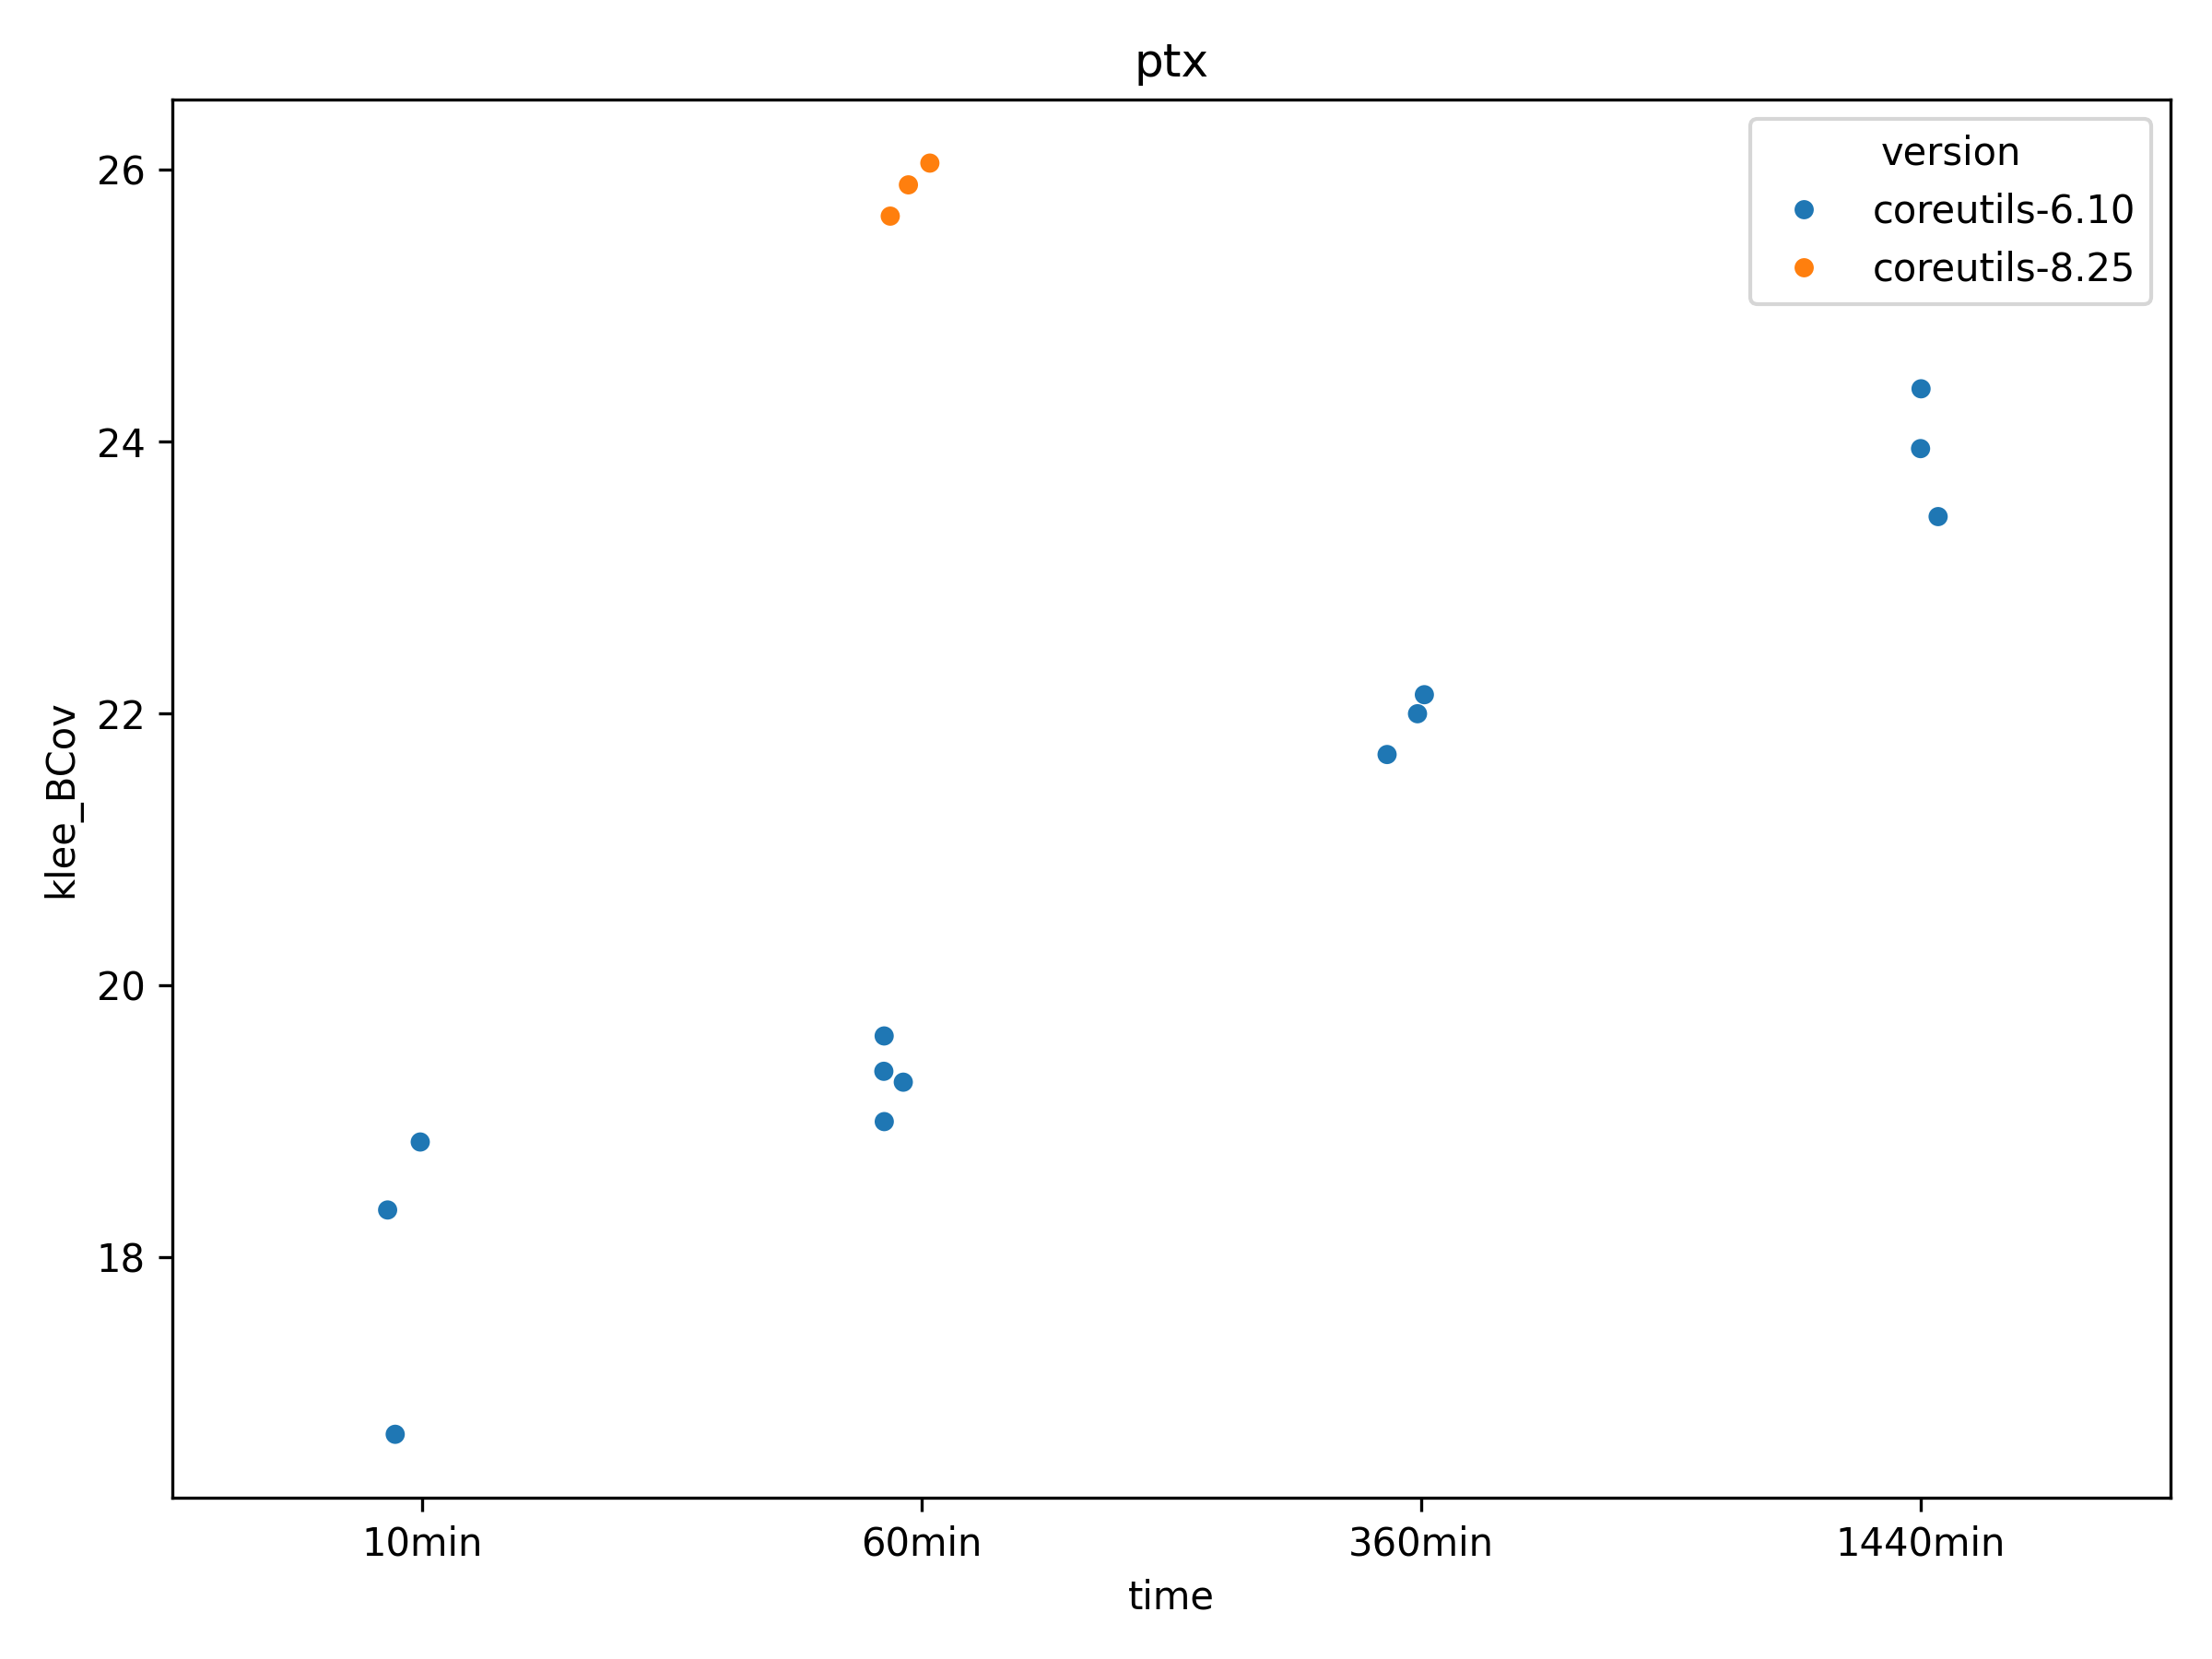 ptx
version
coreutils-6.10
coreutils-8.25
26
24
22
20
18
klee_BCov
10min
60min
360min
1440min
time